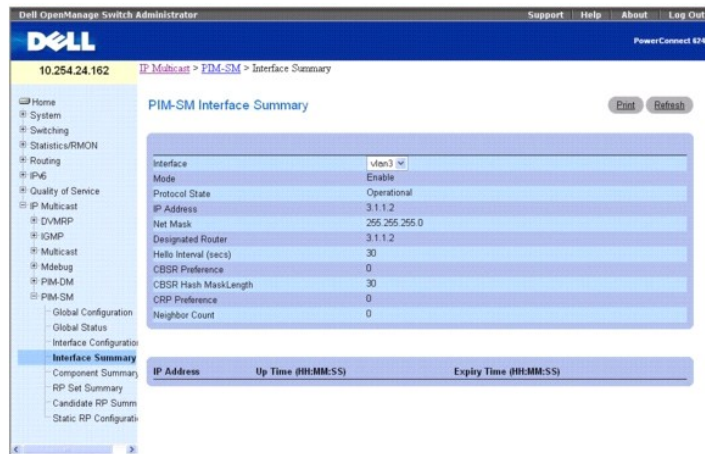 Dell OpenManage Switch Administrator
Support Help About Log Out
DELL
PowerConnect 624
10.254.24.162
IP Multicast > PIM-SM > Interface Summary
Home
System
Switching
Statistics/RMON
Routing
IPv6
Quality of Service
IP Multicast
DVMRP
IGMP
Multicast
Mdebug
PIM-DM
PIM-SM
Global Configuration
Global Status
Interface Configuration
Interface Summary
Component Summary
RP Set Summary
Candidate RP Summ
Static RP Configurati
PIM-SM Interface Summary
Print Refresh
Interface vlan3
Mode Enable
Protocol State Operational
IP Address 3.1.1.2
Net Mask 255.255.255.0
Designated Router 3.1.1.2
Hello Interval (secs) 30
CBSR Preference 0
CBSR Hash MaskLength 30
CRP Preference 0
Neighbor Count 0
IP Address Up Time (HH:MM:SS) Expiry Time (HH:MM:SS)